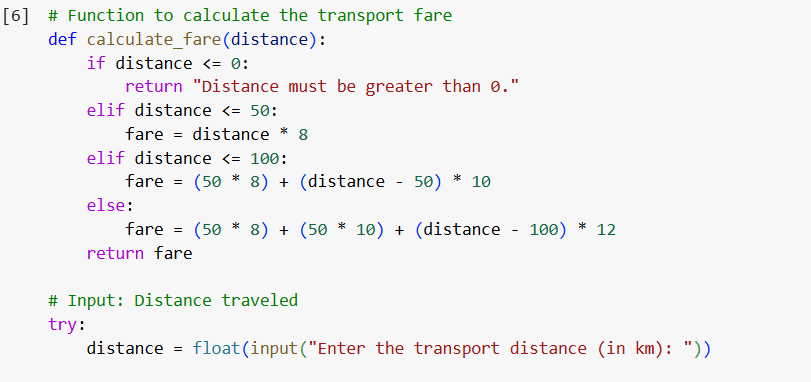 [6] # Function to calculate the transport fare
def calculate_fare(distance):
    if distance <= 0:
        return "Distance must be greater than 0."
    elif distance <= 50:
        fare = distance * 8
    elif distance <= 100:
        fare = (50 * 8) + (distance - 50) * 10
    else:
        fare = (50 * 8) + (50 * 10) + (distance - 100) * 12
    return fare

# Input: Distance traveled
try:
    distance = float(input("Enter the transport distance (in km): "))